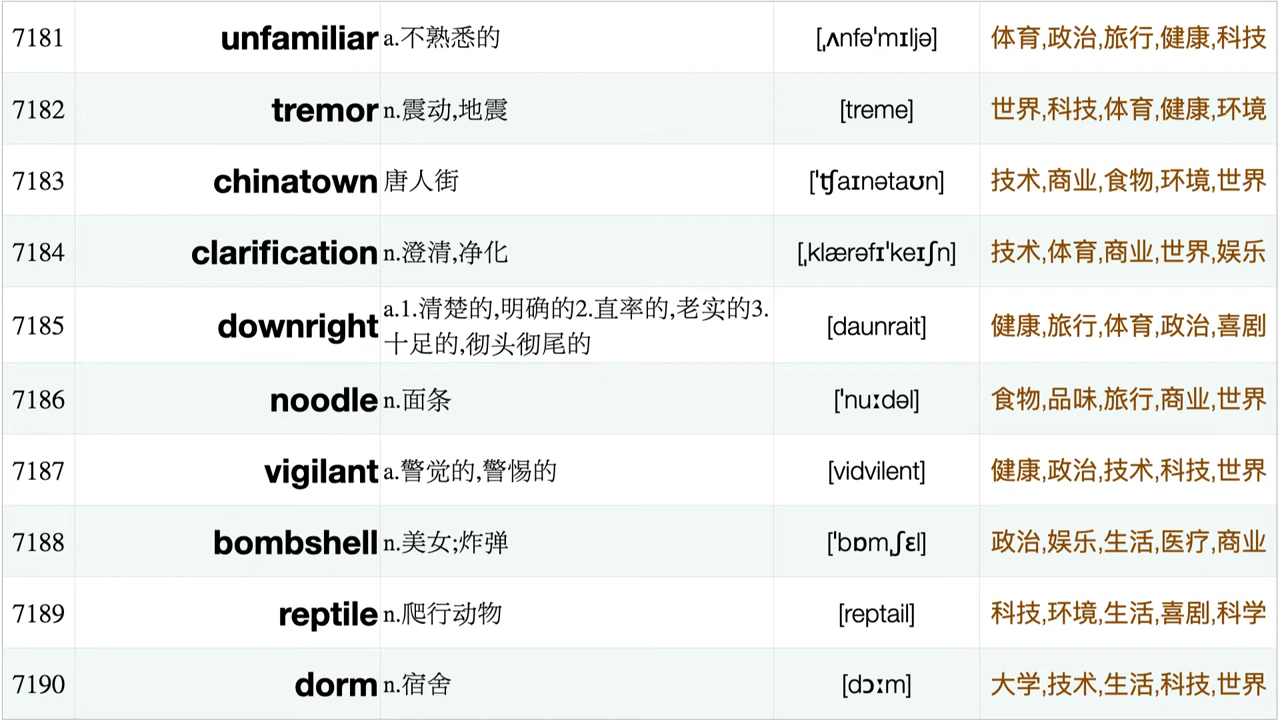 7181 unfamiliar a.不熟悉的 [ˌʌnfəˈmɪljə] 体育,政治,旅行,健康,科技
7182 tremor n.震动,地震 [treme] 世界,科技,体育,健康,环境
7183 chinatown 唐人街 [ˈʧaɪnətaʊn] 技术,商业,食物,环境,世界
7184 clarification n.澄清,净化 [ˌklærəfɪˈkeɪʃn] 技术,体育,商业,世界,娱乐
7185 downright a.1.清楚的,明确的2.直率的,老实的3. [daunrait] 健康,旅行,体育,政治,喜剧
十足的,彻头彻尾的
7186 noodle n.面条 [ˈnuːdəl] 食物,品味,旅行,商业,世界
7187 vigilant a.警觉的,警惕的 [vidvilent] 健康,政治,技术,科技,世界
7188 bombshell n.美女;炸弹 [ˈbɒmˌʃɛl] 政治,娱乐,生活,医疗,商业
7189 reptile n.爬行动物 [reptail] 科技,环境,生活,喜剧,科学
7190 dorm n.宿舍 [dɔːm] 大学,技术,生活,科技,世界